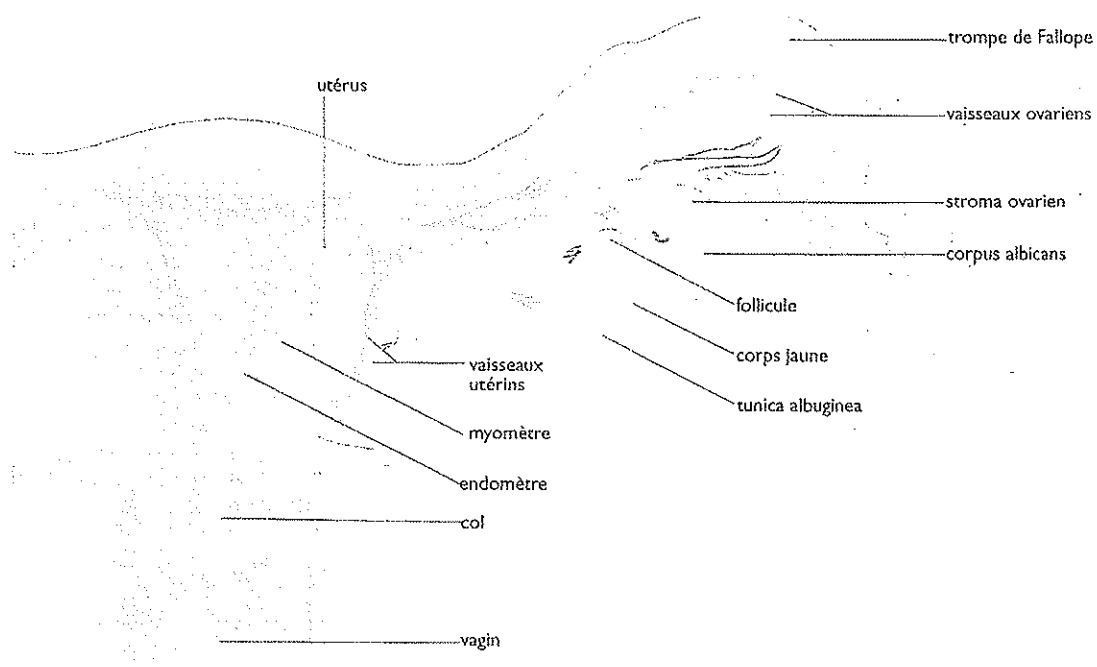 trompe de Fallope
utérus
vaisseaux ovariens
stroma ovarien
corpus albicans
follicule
corps jaune
vaisseaux
utérins
tunica albuginea
myomètre
endomètre
col
vagin